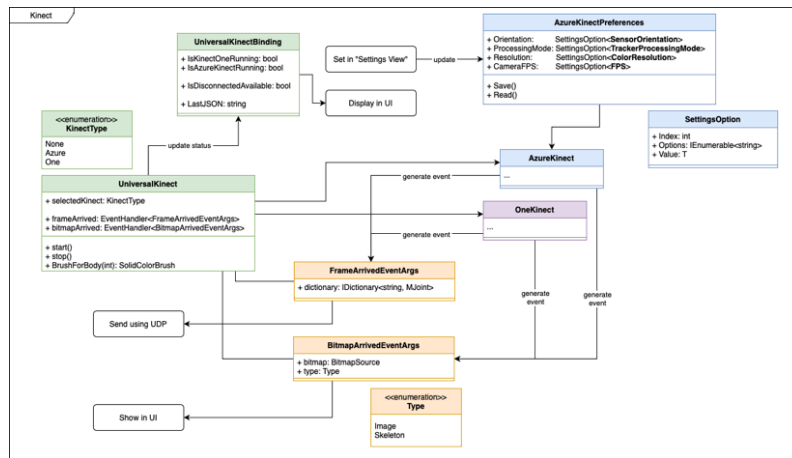 Kinect
AzureKinectPreferences
+ Orientation: SettingsOption<SensorOrientation>
+ ProcessingMode: SettingsOption<TrackerProcessingMode>
+ Resolution: SettingsOption<ColorResolution>
+ CameraFPS: SettingsOption<FPS>
+ Save()
+ Read()
UniversalKinectBinding
+ IsKinectOneRunning: bool
+ IsAzureKinectRunning: bool
+ IsDisconnectedAvailable: bool
+ LastJSON: string
Set in "Settings View"
update
Display in UI
<<enumeration>>
KinectType
None
Azure
One
update status
SettingsOption
+ Index: int
+ Options: IEnumerable<string>
+ Value: T
AzureKinect
...
generate event
UniversalKinect
+ selectedKinect: KinectType
+ frameArrived: EventHandler<FrameArrivedEventArgs>
+ bitmapArrived: EventHandler<BitmapArrivedEventArgs>
+ start()
+ stop()
+ BrushForBody(int): SolidColorBrush
OneKinect
...
generate event
FrameArrivedEventArgs
+ dictionary: IDictionary<string, MJoint>
generate
event
generate
event
Send using UDP
BitmapArrivedEventArgs
+ bitmap: BitmapSource
+ type: Type
<<enumeration>>
Type
Image
Skeleton
Show in UI